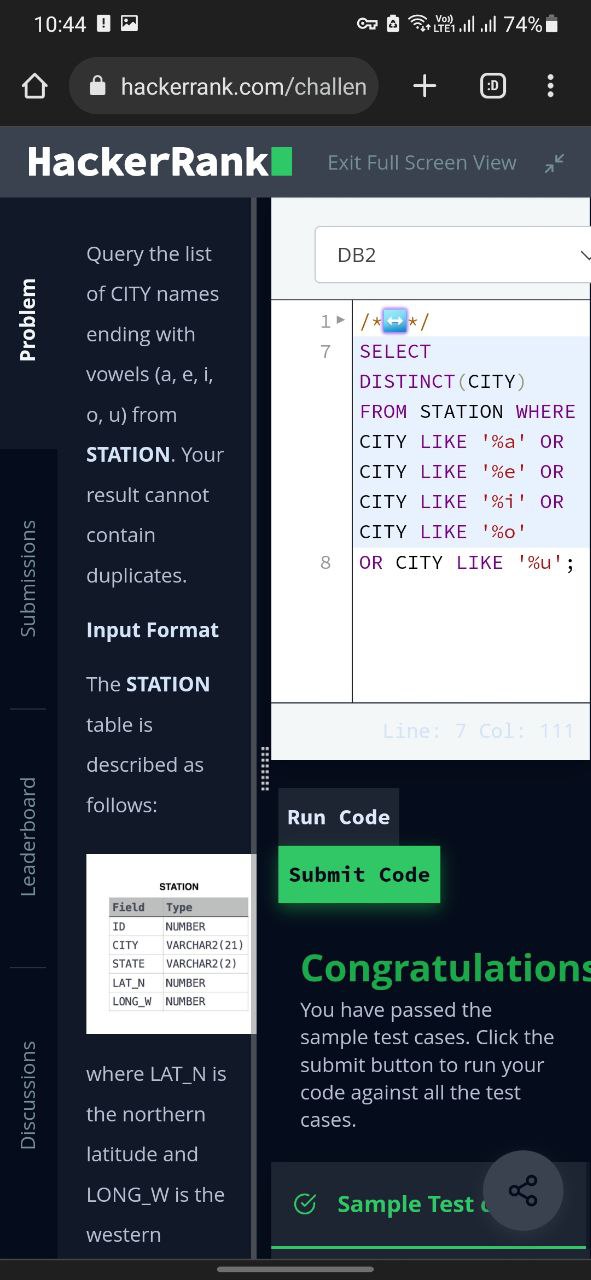 10:44
Vo)) LTE1 74%
hackerrank.com/challen
:D
HackerRank
Exit Full Screen View
Problem
Submissions
Leaderboard
Discussions
Query the list
of CITY names
ending with
vowels (a, e, i,
o, u) from
STATION. Your
result cannot
contain
duplicates.
Input Format
The STATION
table is
described as
follows:
STATION
Field Type
ID NUMBER
CITY VARCHAR2(21)
STATE VARCHAR2(2)
LAT_N NUMBER
LONG_W NUMBER
where LAT_N is
the northern
latitude and
LONG_W is the
western
DB2
1 /*↔*/
7 SELECT
DISTINCT(CITY)
FROM STATION WHERE
CITY LIKE '%a' OR
CITY LIKE '%e' OR
CITY LIKE '%i' OR
CITY LIKE '%o'
8 OR CITY LIKE '%u';
Line: 7 Col: 111
Run Code
Submit Code
Congratulations
You have passed the
sample test cases. Click the
submit button to run your
code against all the test
cases.
Sample Test